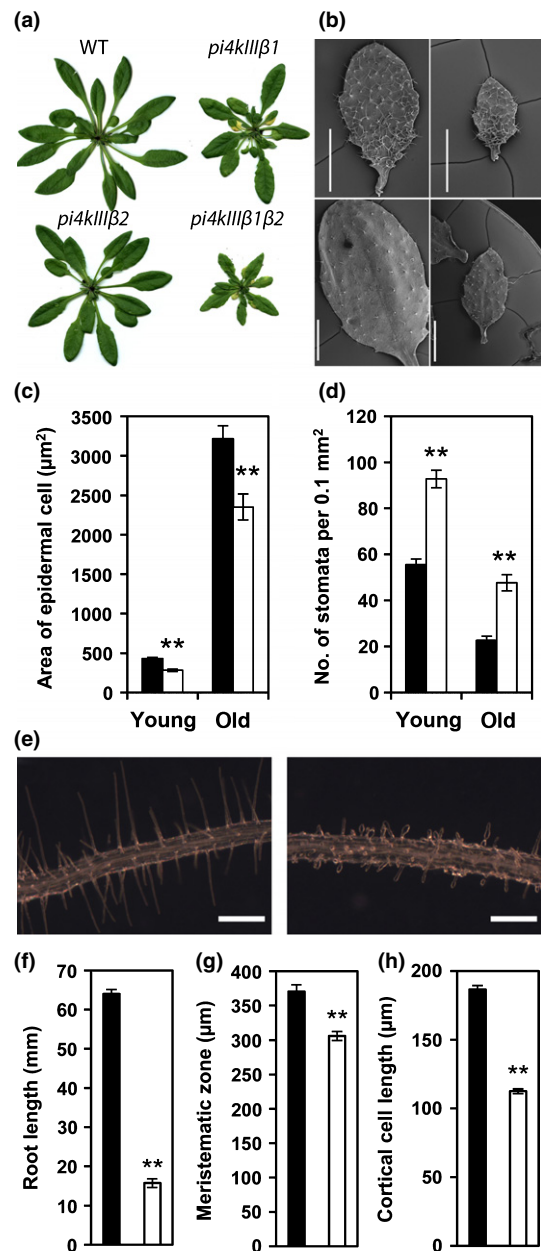 (a)
WT
pi4kIIIβ1
pi4kIIIβ2
pi4kIIIβ1β2
(b)
(c)
Area of epidermal cell (µm²)
3500
3000
2500
2000
1500
1000
500
0
**
**
Young
Old
(d)
No. of stomata per 0.1 mm²
120
100
80
60
40
20
0
**
**
Young
Old
(e)
(f)
Root length (mm)
70
60
50
40
30
20
10
0
**
(g)
Meristematic zone (µm)
400
350
300
250
200
150
100
50
0
**
(h)
Cortical cell length (µm)
200
150
100
50
0
**